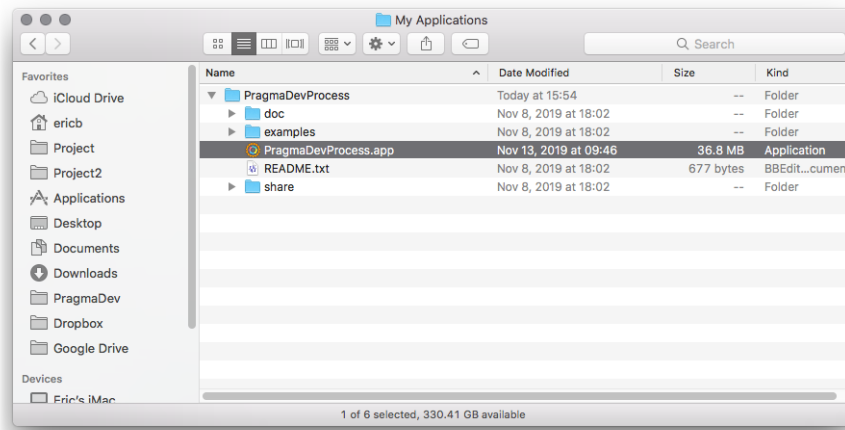 My Applications
Search
Favorites
iCloud Drive
ericb
Project
Project2
Applications
Desktop
Documents
Downloads
PragmaDev
Dropbox
Google Drive
Devices
Eric's iMac
Name Date Modified Size Kind
PragmaDevProcess Today at 15:54 -- Folder
doc Nov 8, 2019 at 18:02 -- Folder
examples Nov 8, 2019 at 18:02 -- Folder
PragmaDevProcess.app Nov 13, 2019 at 09:46 36.8 MB Application
README.txt Nov 8, 2019 at 18:02 677 bytes BBEdit...cumen
share Nov 8, 2019 at 18:02 -- Folder
1 of 6 selected, 330.41 GB available